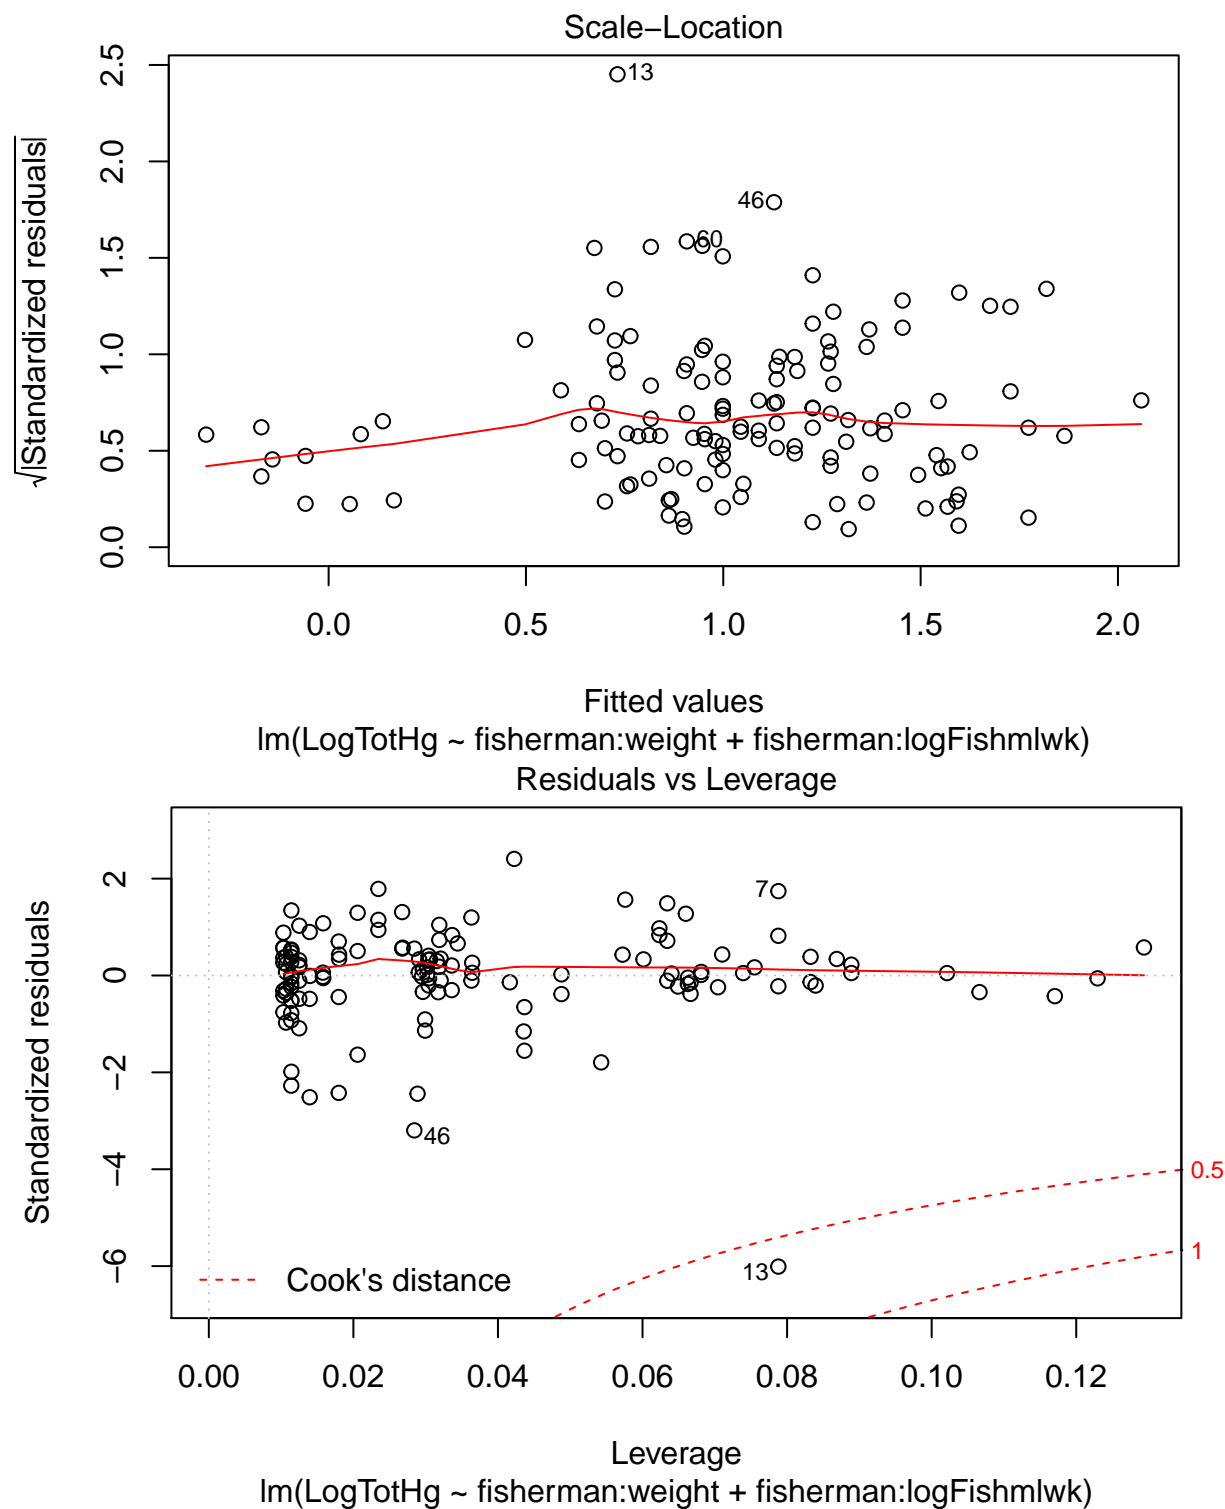 Scale−Location
√|Standardized residuals|
2.5
2.0
1.5
1.0
0.5
0.0
13
46
60
0.0 0.5 1.0 1.5 2.0
Fitted values
lm(LogTotHg ~ fisherman:weight + fisherman:logFishmlwk)
Residuals vs Leverage
Standardized residuals
2
0
−2
−4
−6
7
46
13
0.5
1
Cook's distance
0.00 0.02 0.04 0.06 0.08 0.10 0.12
Leverage
lm(LogTotHg ~ fisherman:weight + fisherman:logFishmlwk)